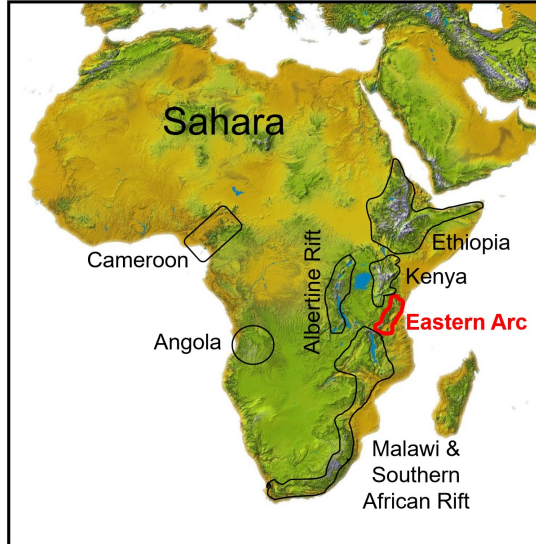 Sahara
Cameroon
Ethiopia
Albertine Rift
Kenya
Eastern Arc
Angola
Malawi &
Southern
African Rift